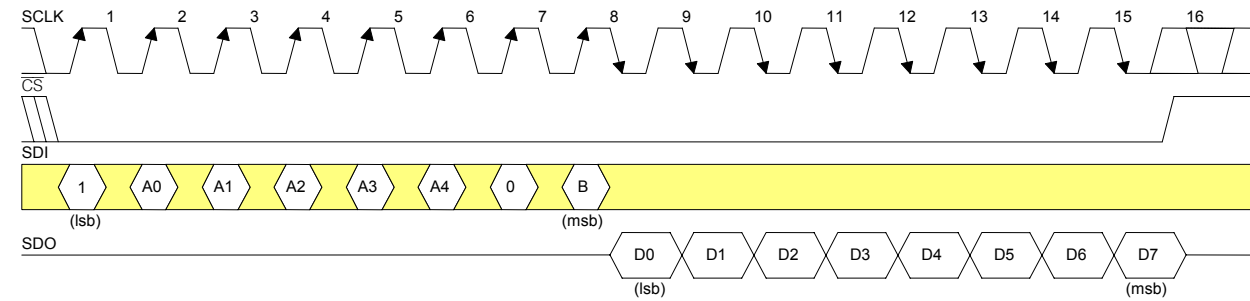 SCLK 1 2 3 4 5 6 7 8 9 10 11 12 13 14 15 16
CS
SDI
1 A0 A1 A2 A3 A4 0 B
(lsb) (msb)
SDO
D0 D1 D2 D3 D4 D5 D6 D7
(lsb) (msb)